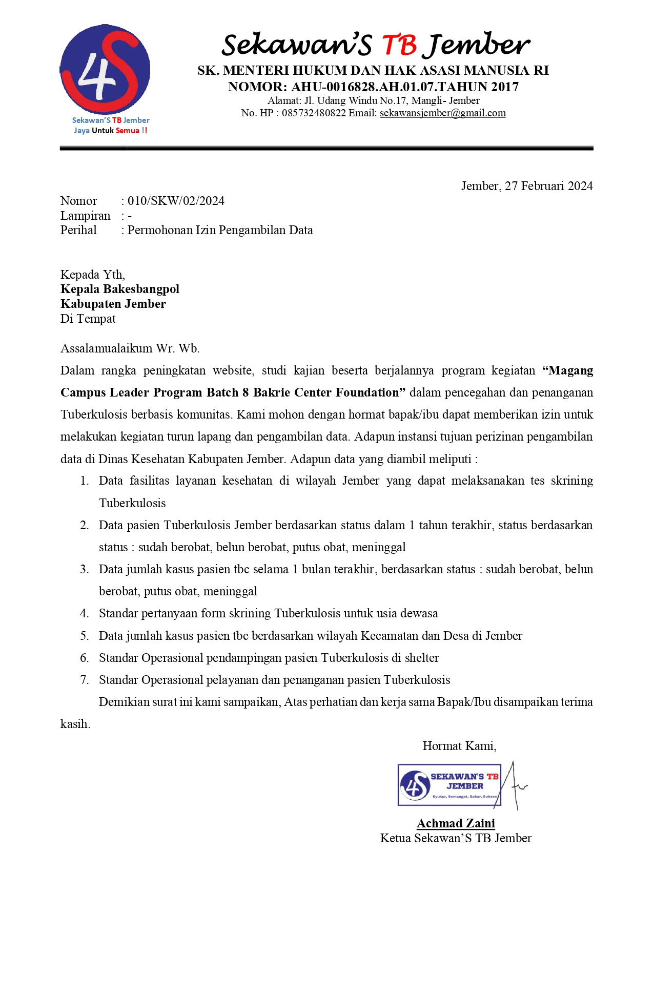 4S
Sekawan'S TB Jember
Jaya Untuk Semua !!
Sekawan'S TB Jember
SK. MENTERI HUKUM DAN HAK ASASI MANUSIA RI
NOMOR: AHU-0016828.AH.01.07.TAHUN 2017
Alamat: Jl. Udang Windu No.17, Mangli- Jember
No. HP : 085732480822 Email: sekawansjember@gmail.com
Jember, 27 Februari 2024
Nomor : 010/SKW/02/2024
Lampiran : -
Perihal : Permohonan Izin Pengambilan Data
Kepada Yth,
Kepala Bakesbangpol
Kabupaten Jember
Di Tempat
Assalamualaikum Wr. Wb.
Dalam rangka peningkatan website, studi kajian beserta berjalannya program kegiatan “Magang
Campus Leader Program Batch 8 Bakrie Center Foundation” dalam pencegahan dan penanganan
Tuberkulosis berbasis komunitas. Kami mohon dengan hormat bapak/ibu dapat memberikan izin untuk
melakukan kegiatan turun lapang dan pengambilan data. Adapun instansi tujuan perizinan pengambilan
data di Dinas Kesehatan Kabupaten Jember. Adapun data yang diambil meliputi :
1. Data fasilitas layanan kesehatan di wilayah Jember yang dapat melaksanakan tes skrining
Tuberkulosis
2. Data pasien Tuberkulosis Jember berdasarkan status dalam 1 tahun terakhir, status berdasarkan
status : sudah berobat, belun berobat, putus obat, meninggal
3. Data jumlah kasus pasien tbc selama 1 bulan terakhir, berdasarkan status : sudah berobat, belun
berobat, putus obat, meninggal
4. Standar pertanyaan form skrining Tuberkulosis untuk usia dewasa
5. Data jumlah kasus pasien tbc berdasarkan wilayah Kecamatan dan Desa di Jember
6. Standar Operasional pendampingan pasien Tuberkulosis di shelter
7. Standar Operasional pelayanan dan penanganan pasien Tuberkulosis
Demikian surat ini kami sampaikan, Atas perhatian dan kerja sama Bapak/Ibu disampaikan terima
kasih.
Hormat Kami,
4S SEKAWAN'S TB
JEMBER
Syukur, Semangat, Sabar, Sukses
Achmad Zaini
Ketua Sekawan'S TB Jember